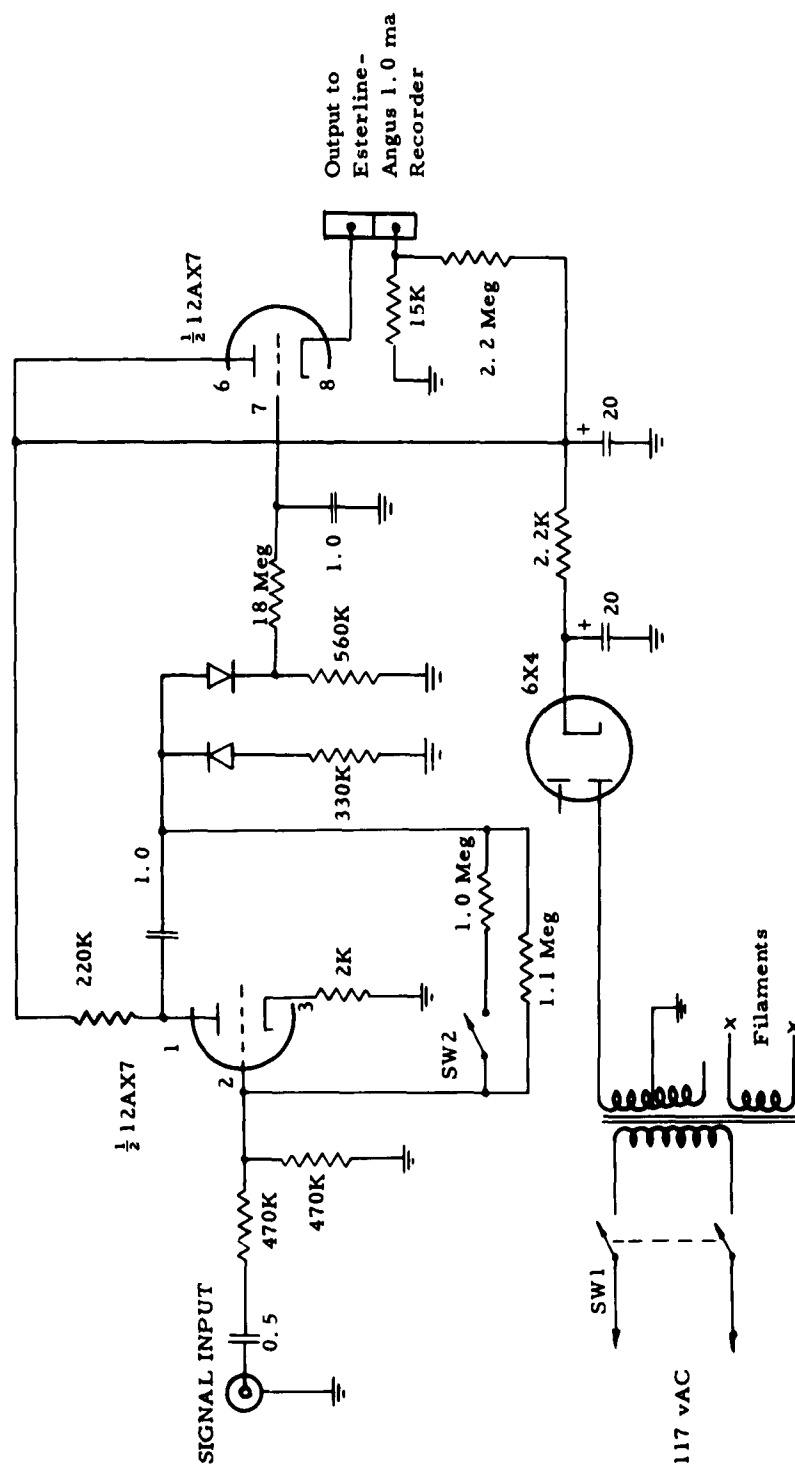 ½ 12AX7
220K
1.0
1
2
3
2K
SIGNAL INPUT
0.5
470K
470K
SW2
1.0 Meg
1.1 Meg
330K
560K
18 Meg
1.0
½ 12AX7
6
7
8
Output to
Esterline-
Angus 1.0 ma
Recorder
15K
2.2 Meg
+
20
2.2K
+
20
6X4
117 vAC
SW1
Filaments
x
x